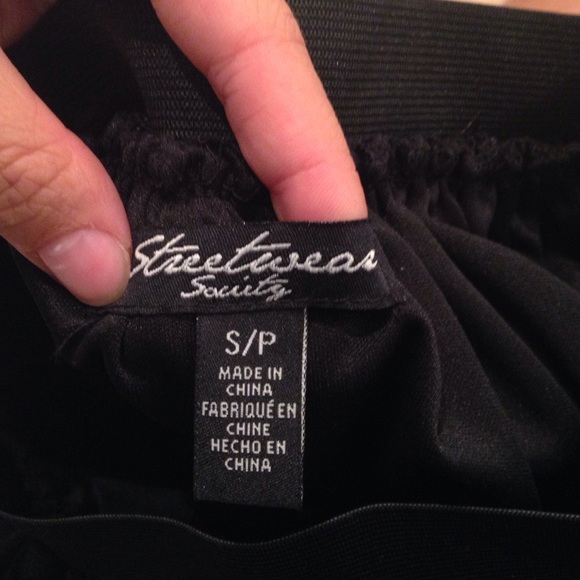 Streetwear
Society
S/P
MADE IN
CHINA
FABRIQUÉ EN
CHINE
HECHO EN
CHINA